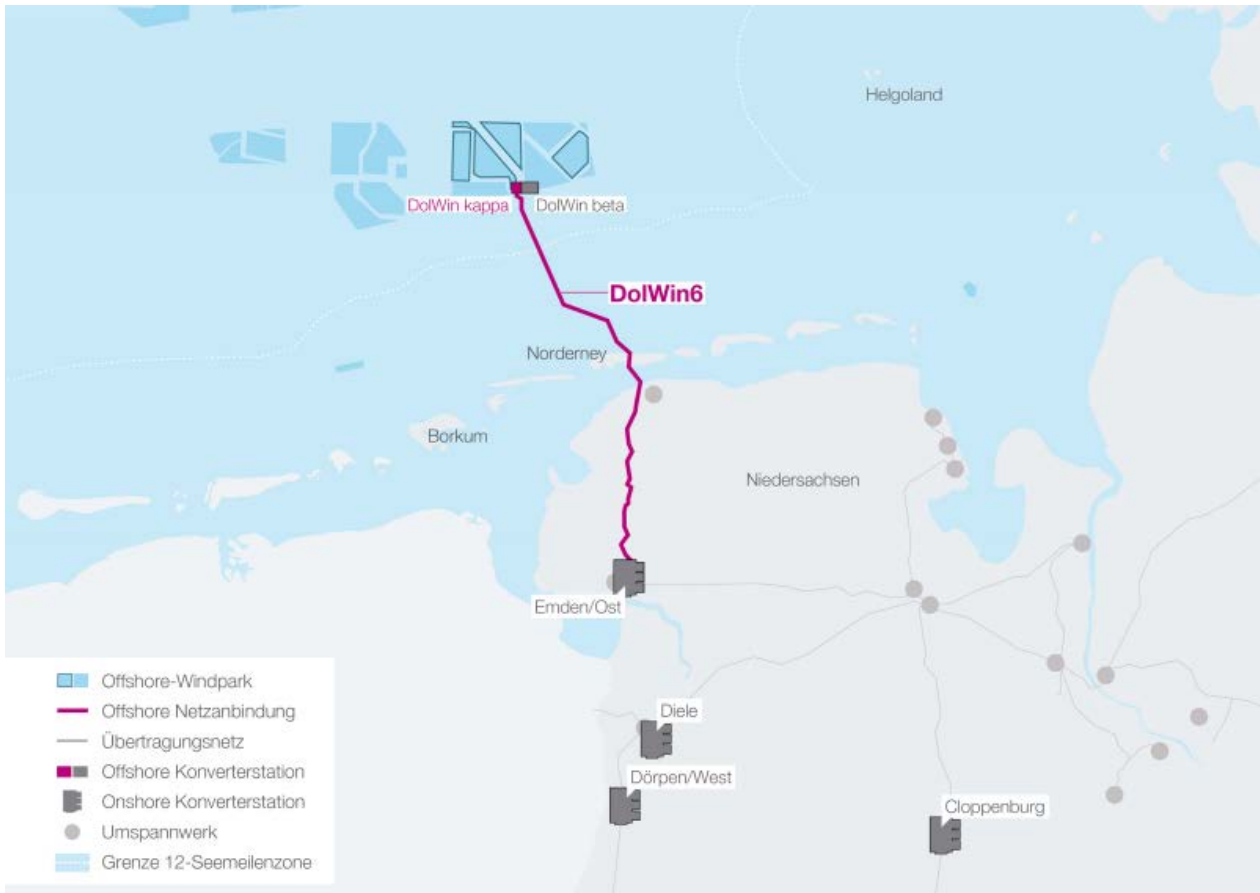 Helgoland
DolWin kappa
DolWin beta
DolWin6
Norderney
Borkum
Niedersachsen
Emden/Ost
Diele
Dörpen/West
Cloppenburg
Offshore-Windpark
Offshore Netzanbindung
Übertragungsnetz
Offshore Konverterstation
Onshore Konverterstation
Umspannwerk
Grenze 12-Seemeilenzone